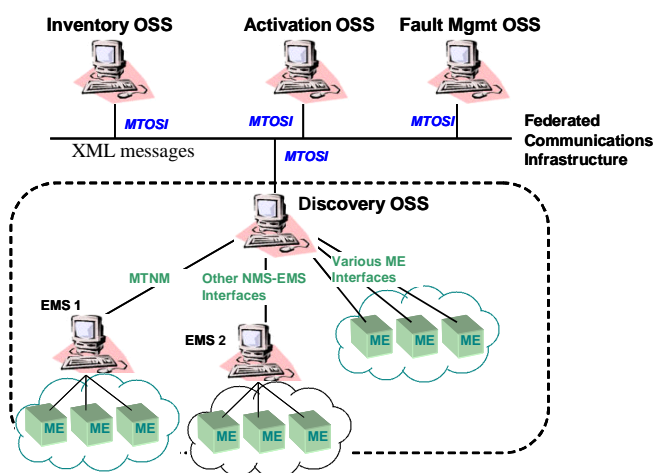 Inventory OSS
Activation OSS
Fault Mgmt OSS
MTOSI
MTOSI
MTOSI
Federated
Communications
Infrastructure
XML messages
MTOSI
Discovery OSS
MTNM
Other NMS-EMS
Interfaces
Various ME
Interfaces
EMS 1
EMS 2
ME
ME
ME
ME
ME
ME
ME
ME
ME